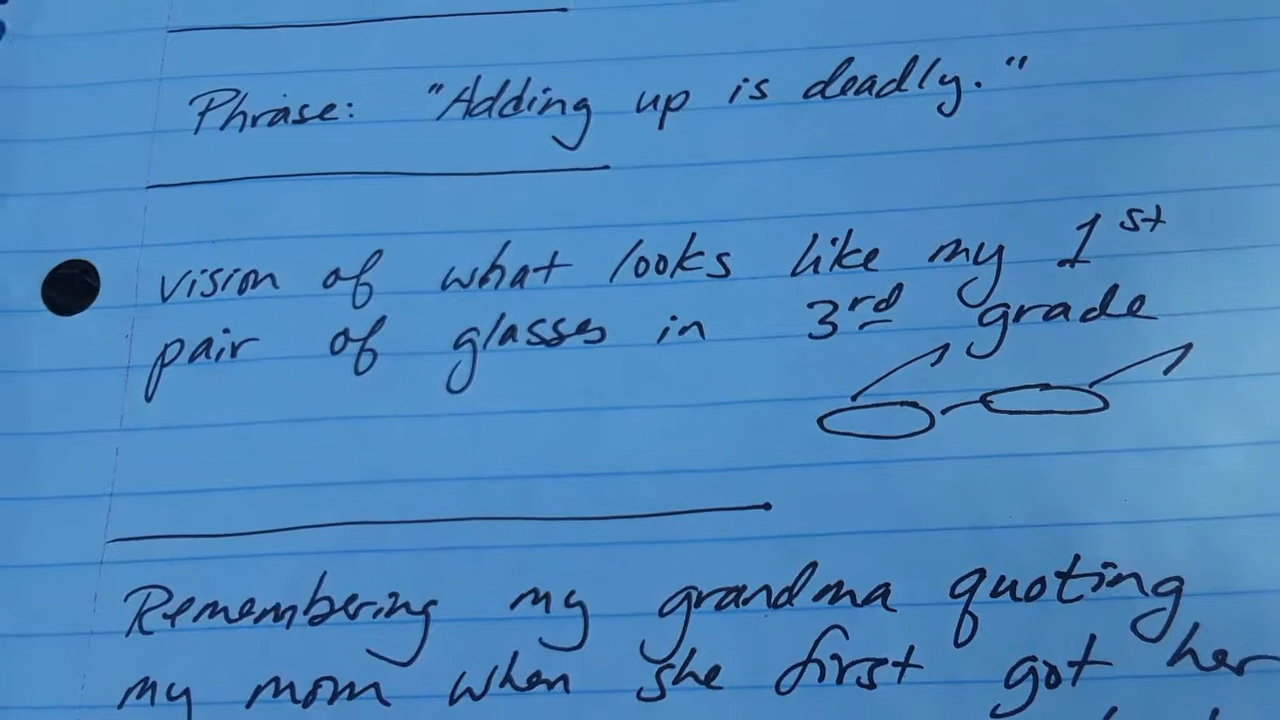 Phrase: "Adding up is deadly."
vision of what looks like my 1st
pair of glasses in 3rd grade
Remembering my grandma quoting
my mom when she first got her